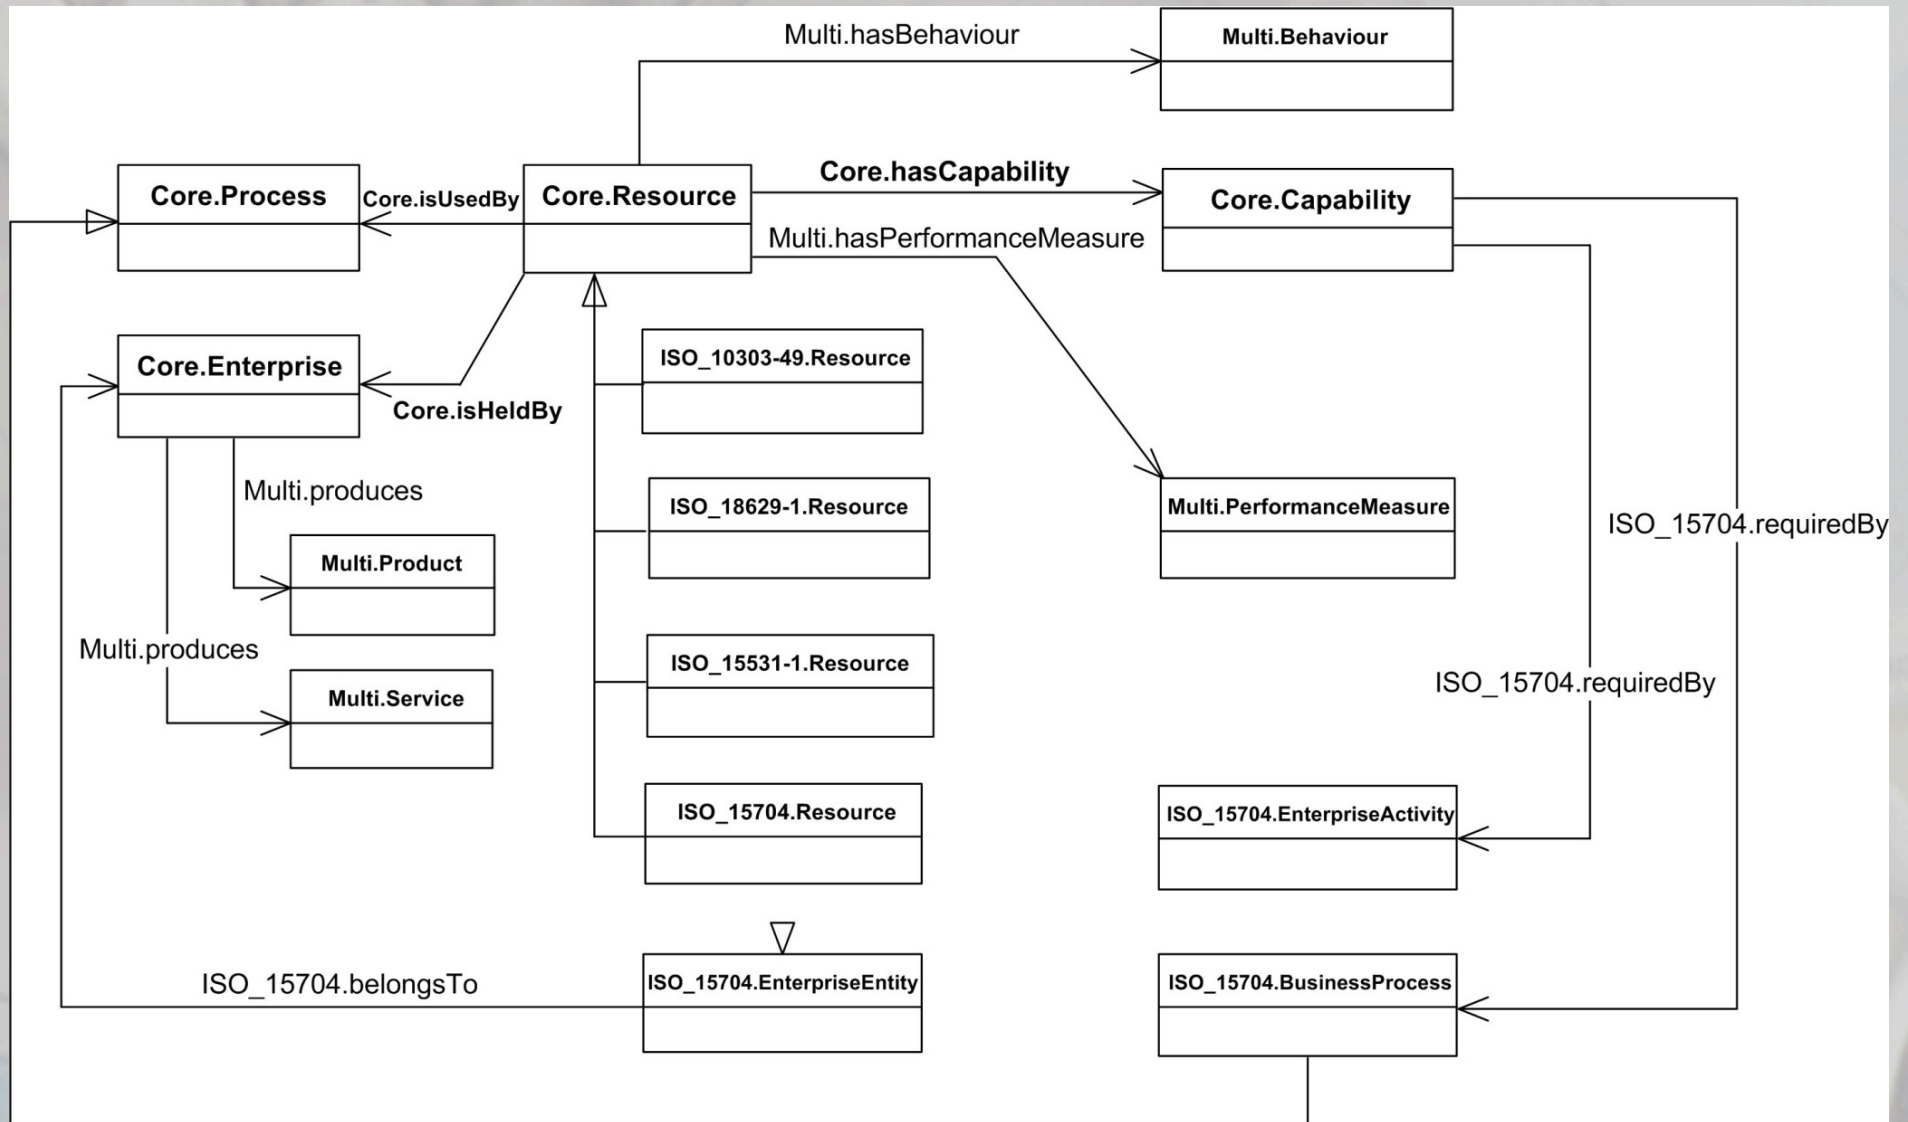 Multi.hasBehaviour
Multi.Behaviour
Core.Process
Core.isUsedBy
Core.Resource
Core.hasCapability
Core.Capability
Multi.hasPerformanceMeasure
Core.Enterprise
Core.isHeldBy
ISO_10303-49.Resource
Multi.produces
ISO_18629-1.Resource
Multi.PerformanceMeasure
ISO_15704.requiredBy
Multi.Product
Multi.produces
ISO_15531-1.Resource
ISO_15704.requiredBy
Multi.Service
ISO_15704.Resource
ISO_15704.EnterpriseActivity
ISO_15704.belongsTo
ISO_15704.EnterpriseEntity
ISO_15704.BusinessProcess